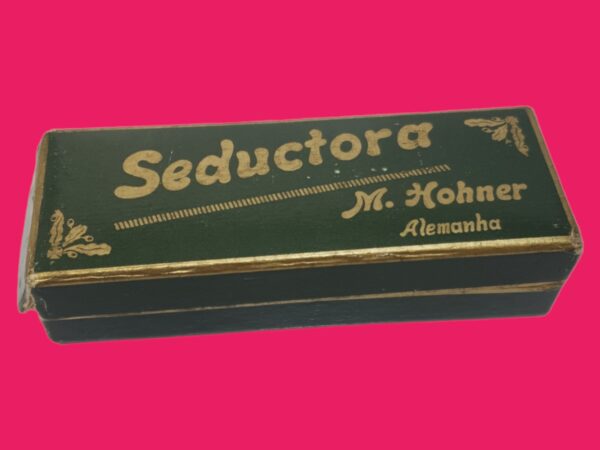 Seductora
M. Hohner
Alemanha